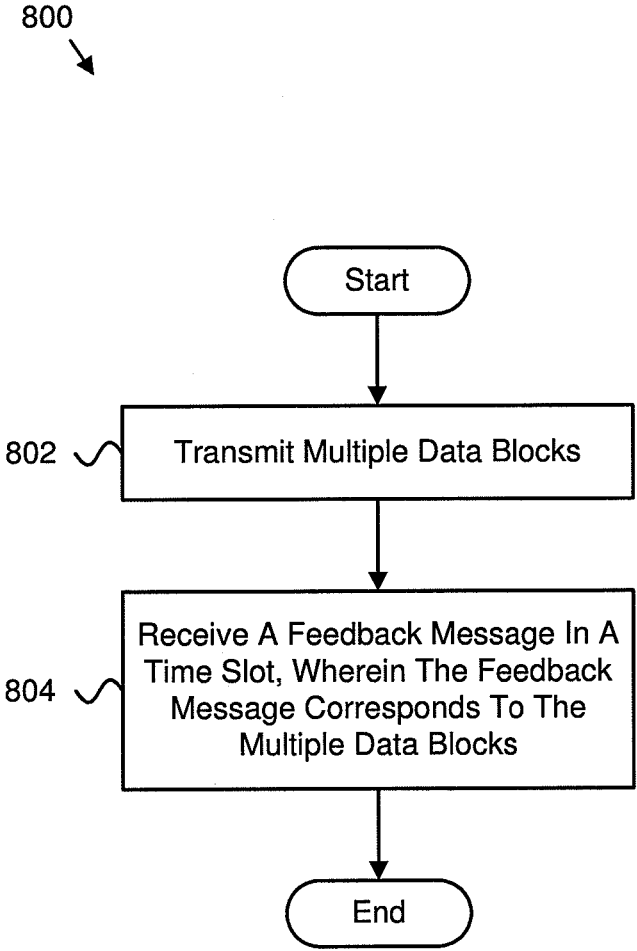 800
Start
802
Transmit Multiple Data Blocks
804
Receive A Feedback Message In A
Time Slot, Wherein The Feedback
Message Corresponds To The
Multiple Data Blocks
End